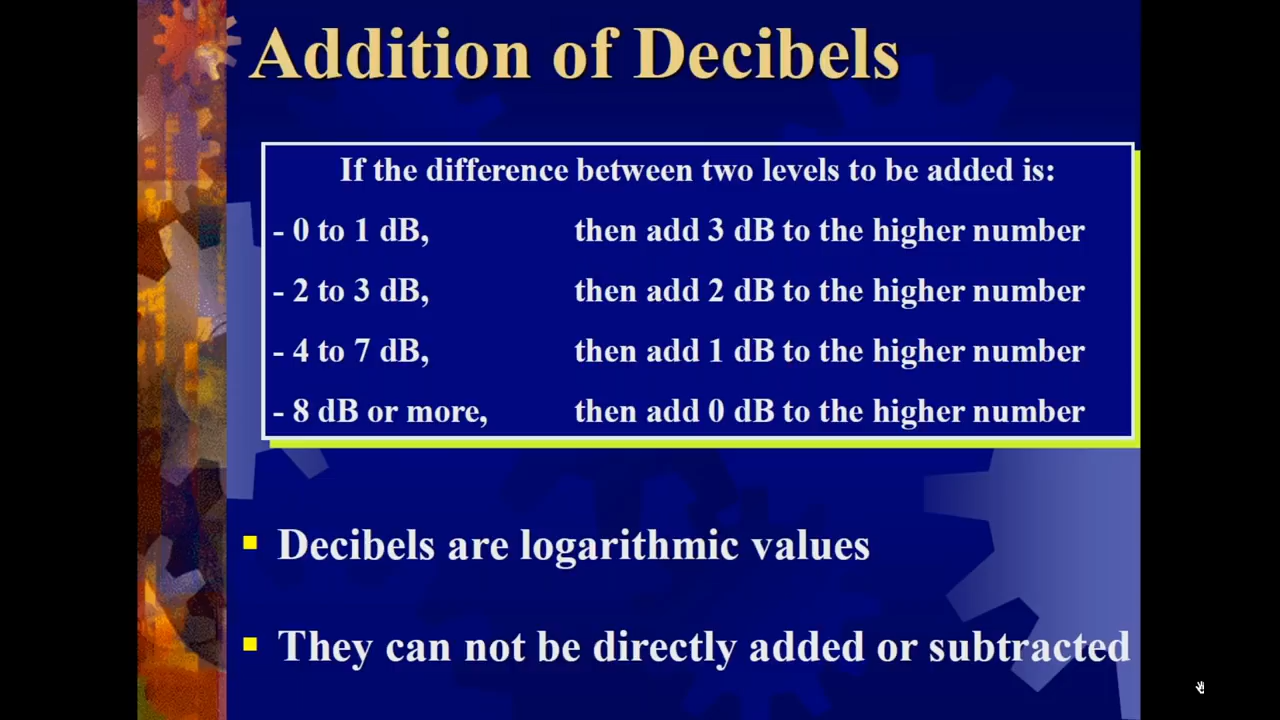 Addition of Decibels
If the difference between two levels to be added is:
- 0 to 1 dB, then add 3 dB to the higher number
- 2 to 3 dB, then add 2 dB to the higher number
- 4 to 7 dB, then add 1 dB to the higher number
- 8 dB or more, then add 0 dB to the higher number
Decibels are logarithmic values
They can not be directly added or subtracted